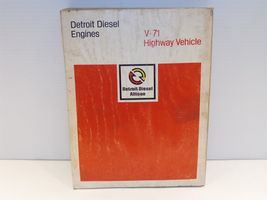 Detroit Diesel
Engines
V-71
Highway Vehicle
Detroit Diesel
Allison